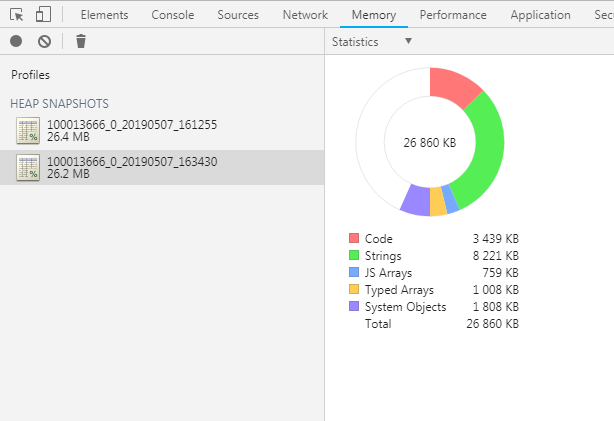 Elements Console Sources Network Memory Performance Application Sec
Statistics ▼
Profiles
HEAP SNAPSHOTS
100013666_0_20190507_161255
26.4 MB
100013666_0_20190507_163430
26.2 MB
26 860 KB
Code 3 439 KB
Strings 8 221 KB
JS Arrays 759 KB
Typed Arrays 1 008 KB
System Objects 1 808 KB
Total 26 860 KB